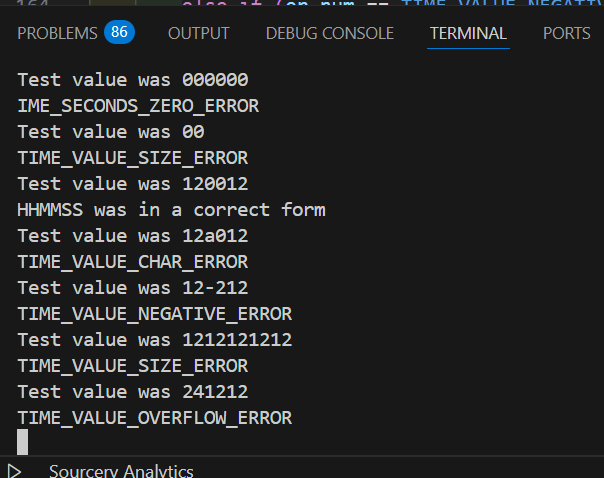 164 else if (en_num == TIME_VALUE_NEGATIV
PROBLEMS 86 OUTPUT DEBUG CONSOLE TERMINAL PORTS
Test value was 000000
IME_SECONDS_ZERO_ERROR
Test value was 00
TIME_VALUE_SIZE_ERROR
Test value was 120012
HHMMSS was in a correct form
Test value was 12a012
TIME_VALUE_CHAR_ERROR
Test value was 12-212
TIME_VALUE_NEGATIVE_ERROR
Test value was 1212121212
TIME_VALUE_SIZE_ERROR
Test value was 241212
TIME_VALUE_OVERFLOW_ERROR
Sourcery Analytics